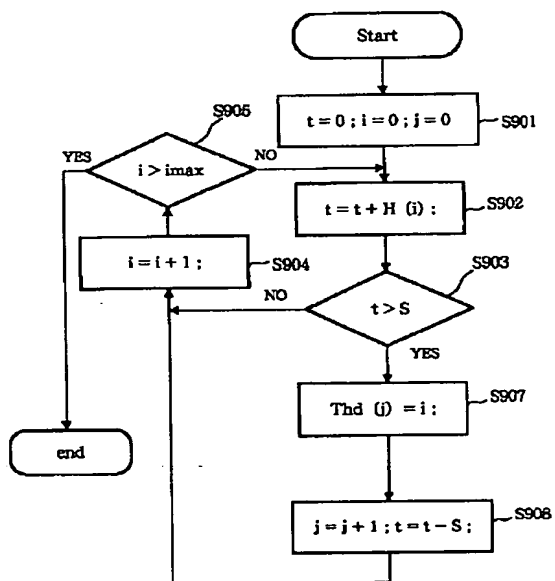 Start
t=0 ; i=0 ; j=0
S901
S905
YES
i > imax
NO
t = t + H (i) :
S902
i = i + 1 ;
S904
S903
NO
t > S
YES
Thd (j) = i ;
S907
end
j = j + 1 ; t = t − S ;
S908